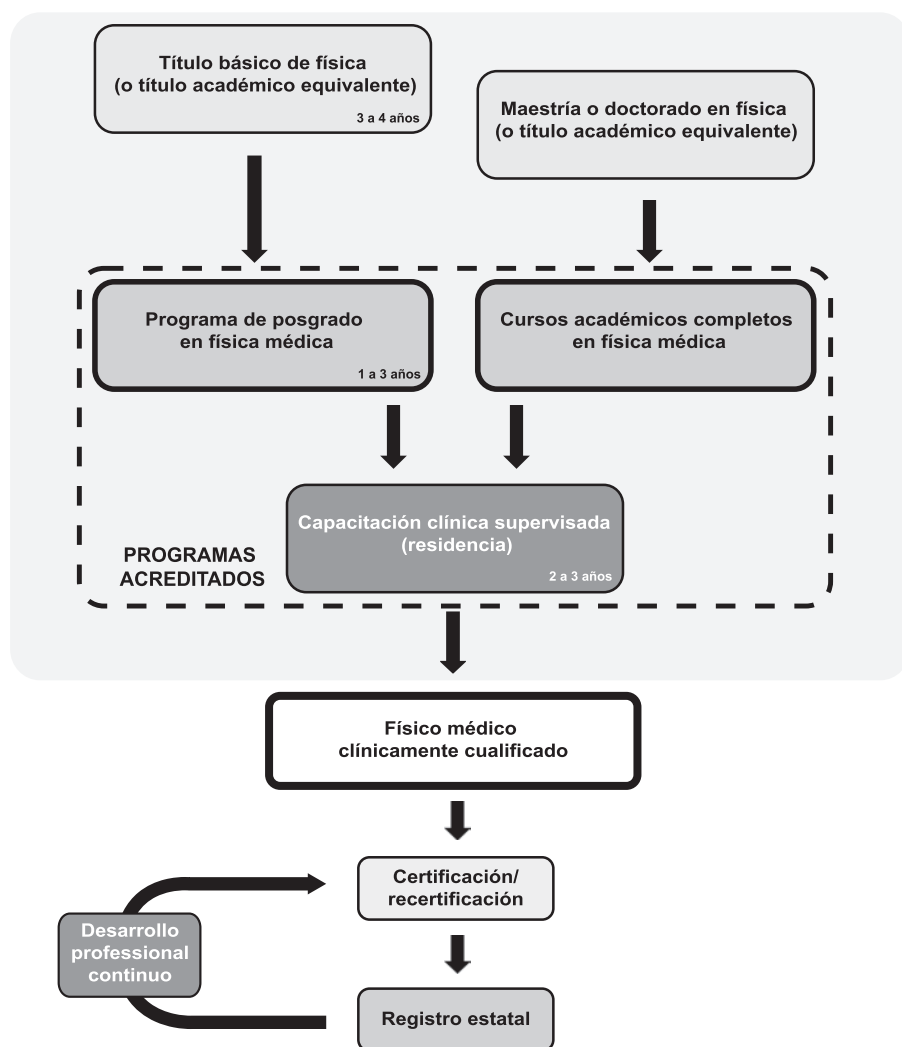 Título básico de física
(o título académico equivalente)
3 a 4 años
Maestría o doctorado en física
(o título académico equivalente)
Programa de posgrado
en física médica
1 a 3 años
Cursos académicos completos
en física médica
Capacitación clínica supervisada
(residencia)
2 a 3 años
PROGRAMAS
ACREDITADOS
Físico médico
clínicamente cualificado
Certificación/
recertificación
Desarrollo
professional
continuo
Registro estatal